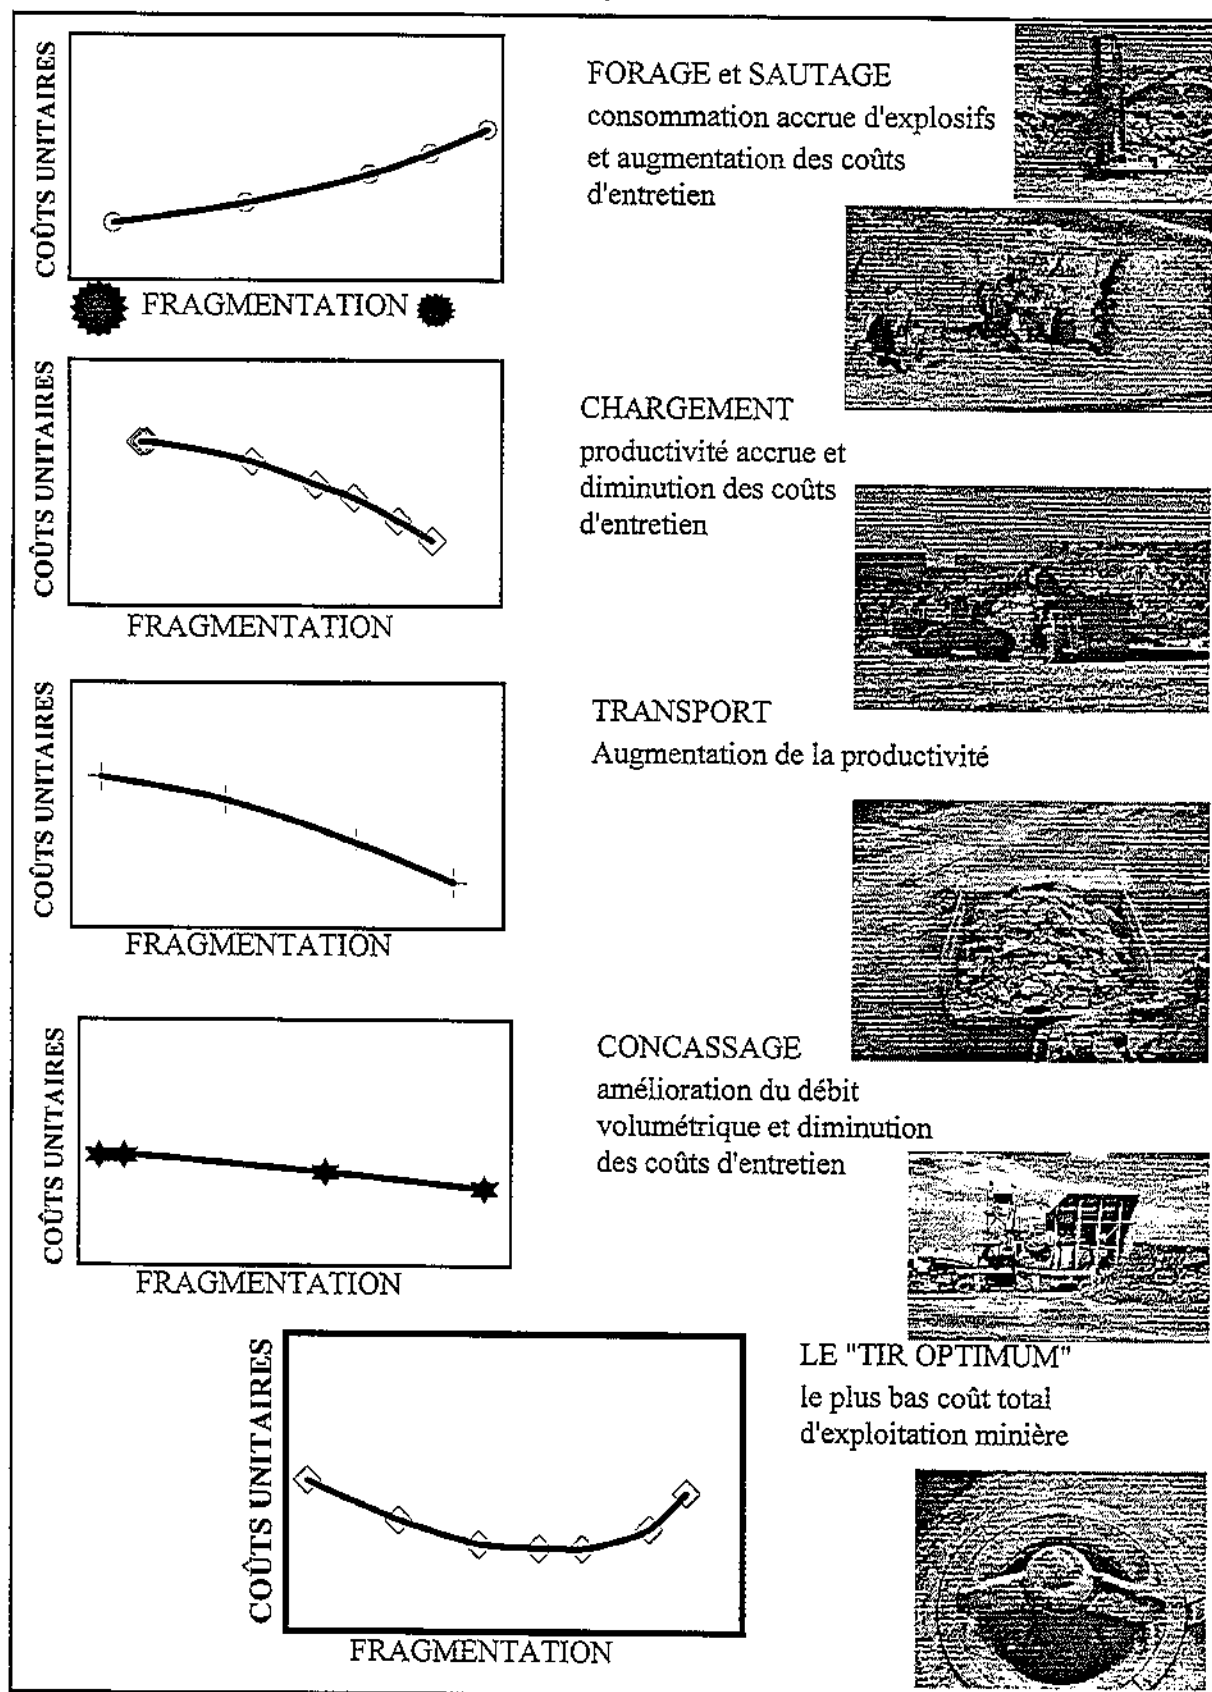 COÛTS UNITAIRES
FRAGMENTATION
FORAGE et SAUTAGE
consommation accrue d'explosifs
et augmentation des coûts
d'entretien
COÛTS UNITAIRES
FRAGMENTATION
CHARGEMENT
productivité accrue et
diminution des coûts
d'entretien
COÛTS UNITAIRES
FRAGMENTATION
TRANSPORT
Augmentation de la productivité
COÛTS UNITAIRES
FRAGMENTATION
CONCASSAGE
amélioration du débit
volumétrique et diminution
des coûts d'entretien
COÛTS UNITAIRES
FRAGMENTATION
LE "TIR OPTIMUM"
le plus bas coût total
d'exploitation minière